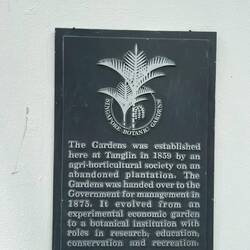 SINGAPORE BOTANIC GARDENS
The Gardens was established
here at Tanglin in 1859 by an
agri-horticultural society on an
abandoned plantation. The
Gardens was handed over to the
Government for management in
1875. It evolved from an
experimental economic garden
to a botanical institution with
roles in research, education,
conservation and recreation.